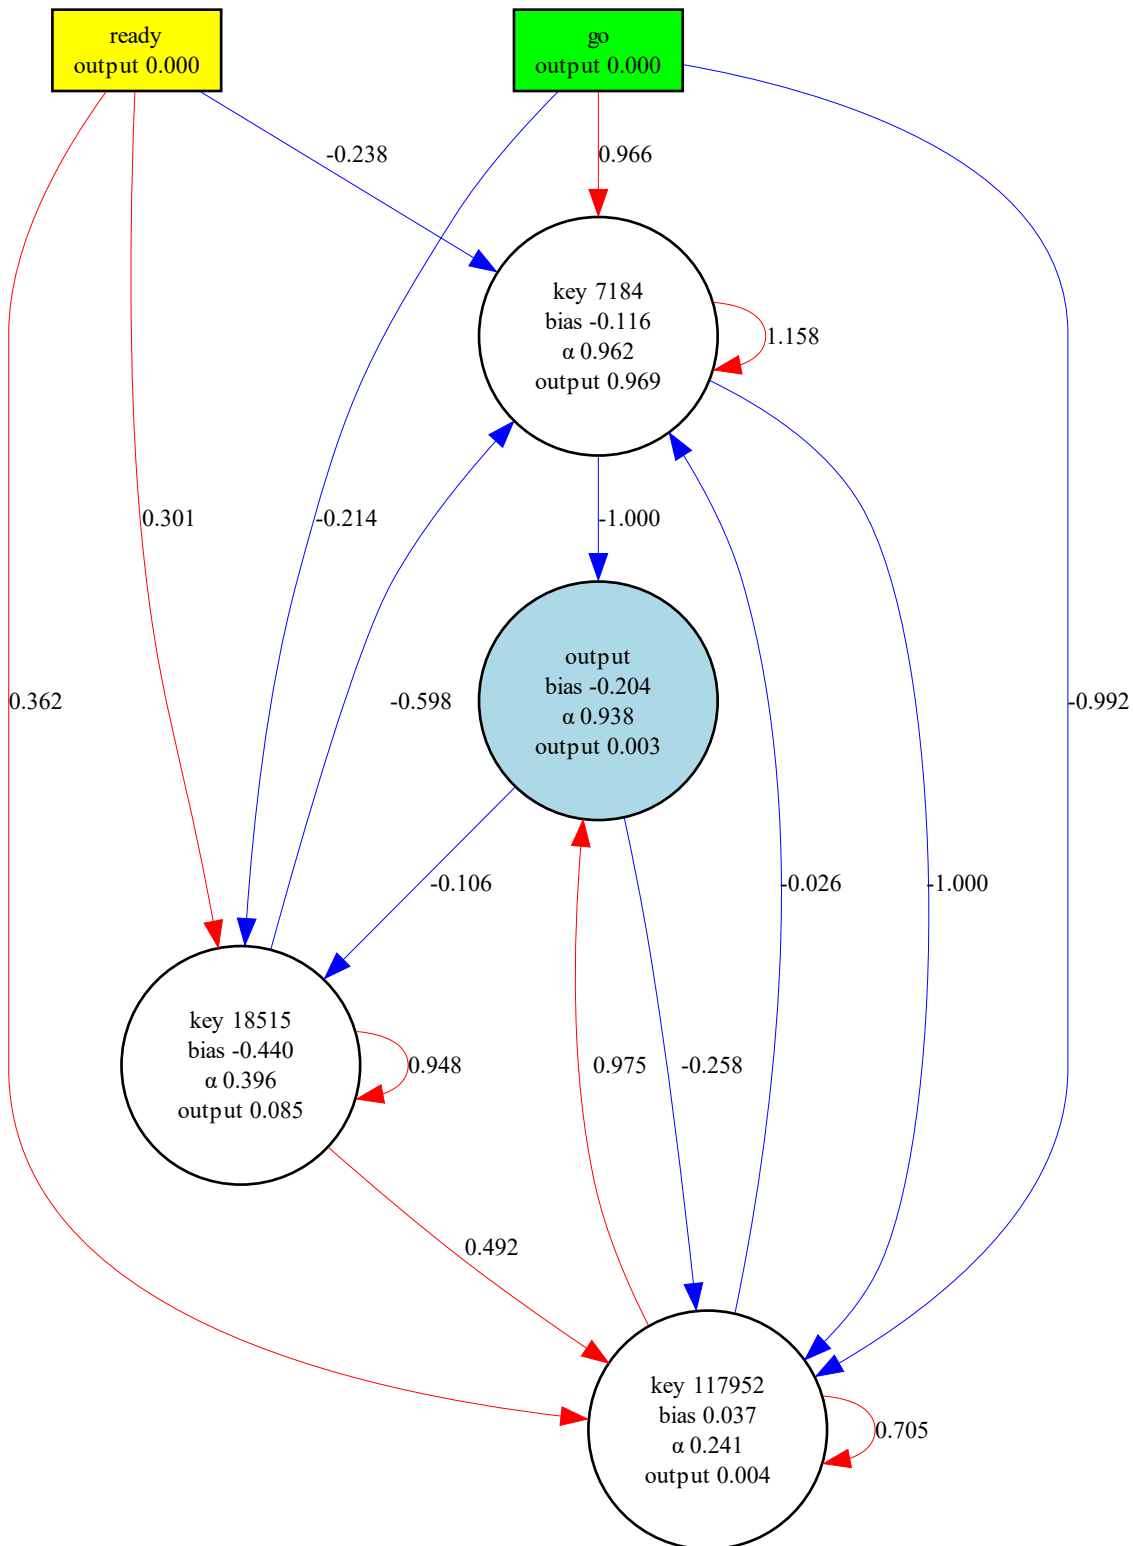 ready
output 0.000
go
output 0.000
-0.238
0.966
key 7184
bias -0.116
α 0.962
output 0.969
1.158
0.301
-0.214
-1.000
output
bias -0.204
α 0.938
output 0.003
0.362
-0.598
-0.992
-0.106
-0.026
-1.000
key 18515
bias -0.440
α 0.396
output 0.085
0.948
0.975
-0.258
0.492
key 117952
bias 0.037
α 0.241
output 0.004
0.705